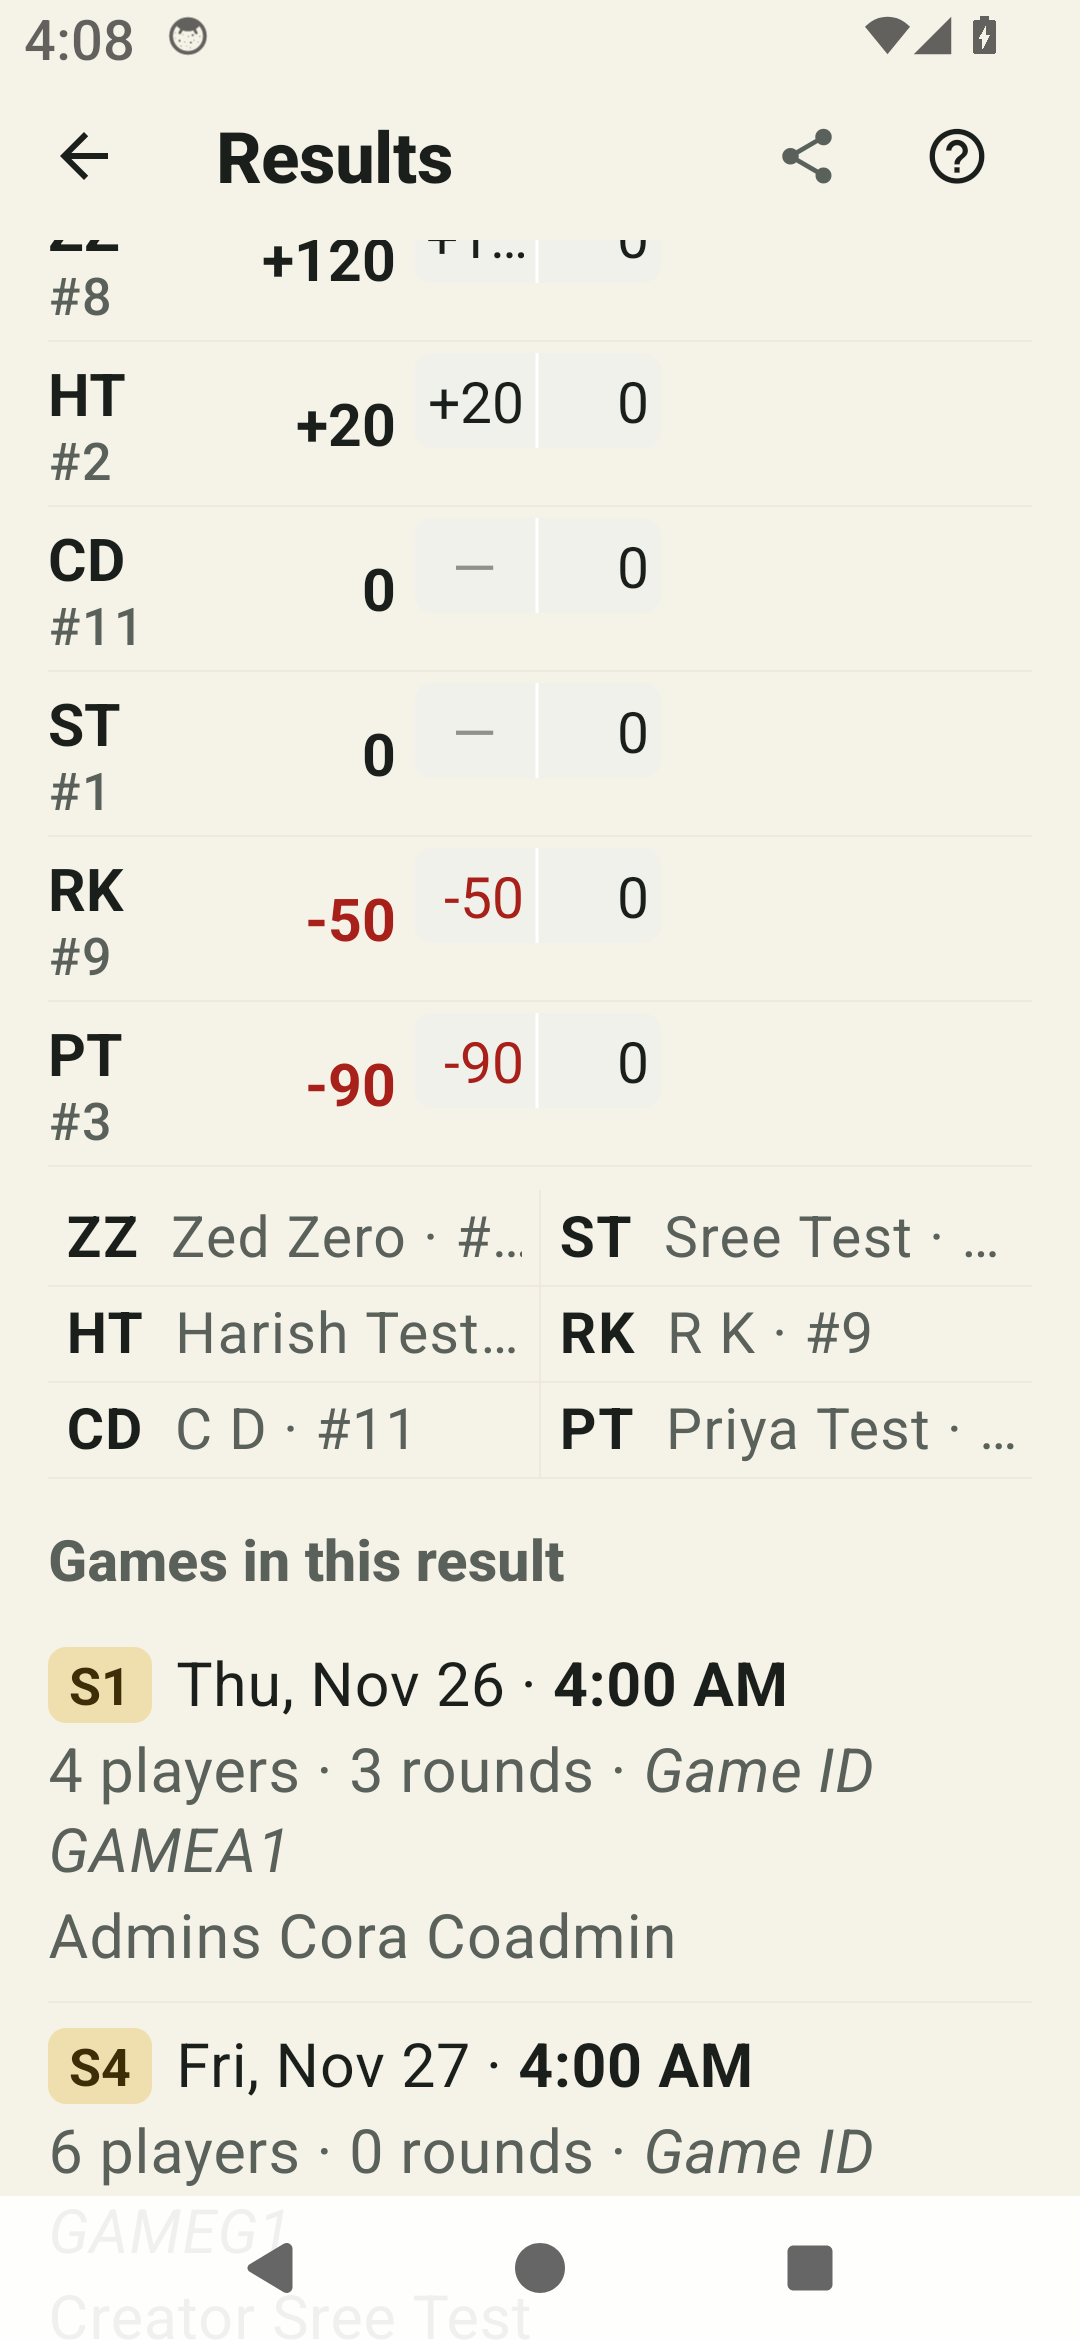 4:08
Results
ZZ +120 +1... 0
#8
HT +20 +20 0
#2
CD 0 — 0
#11
ST 0 — 0
#1
RK -50 -50 0
#9
PT -90 -90 0
#3
ZZ Zed Zero · #... ST Sree Test · ...
HT Harish Test... RK R K · #9
CD C D · #11 PT Priya Test · ...
Games in this result
S1 Thu, Nov 26 · 4:00 AM
4 players · 3 rounds · Game ID
GAMEA1
Admins Cora Coadmin
S4 Fri, Nov 27 · 4:00 AM
6 players · 0 rounds · Game ID
GAMEG1
Creator Sree Test